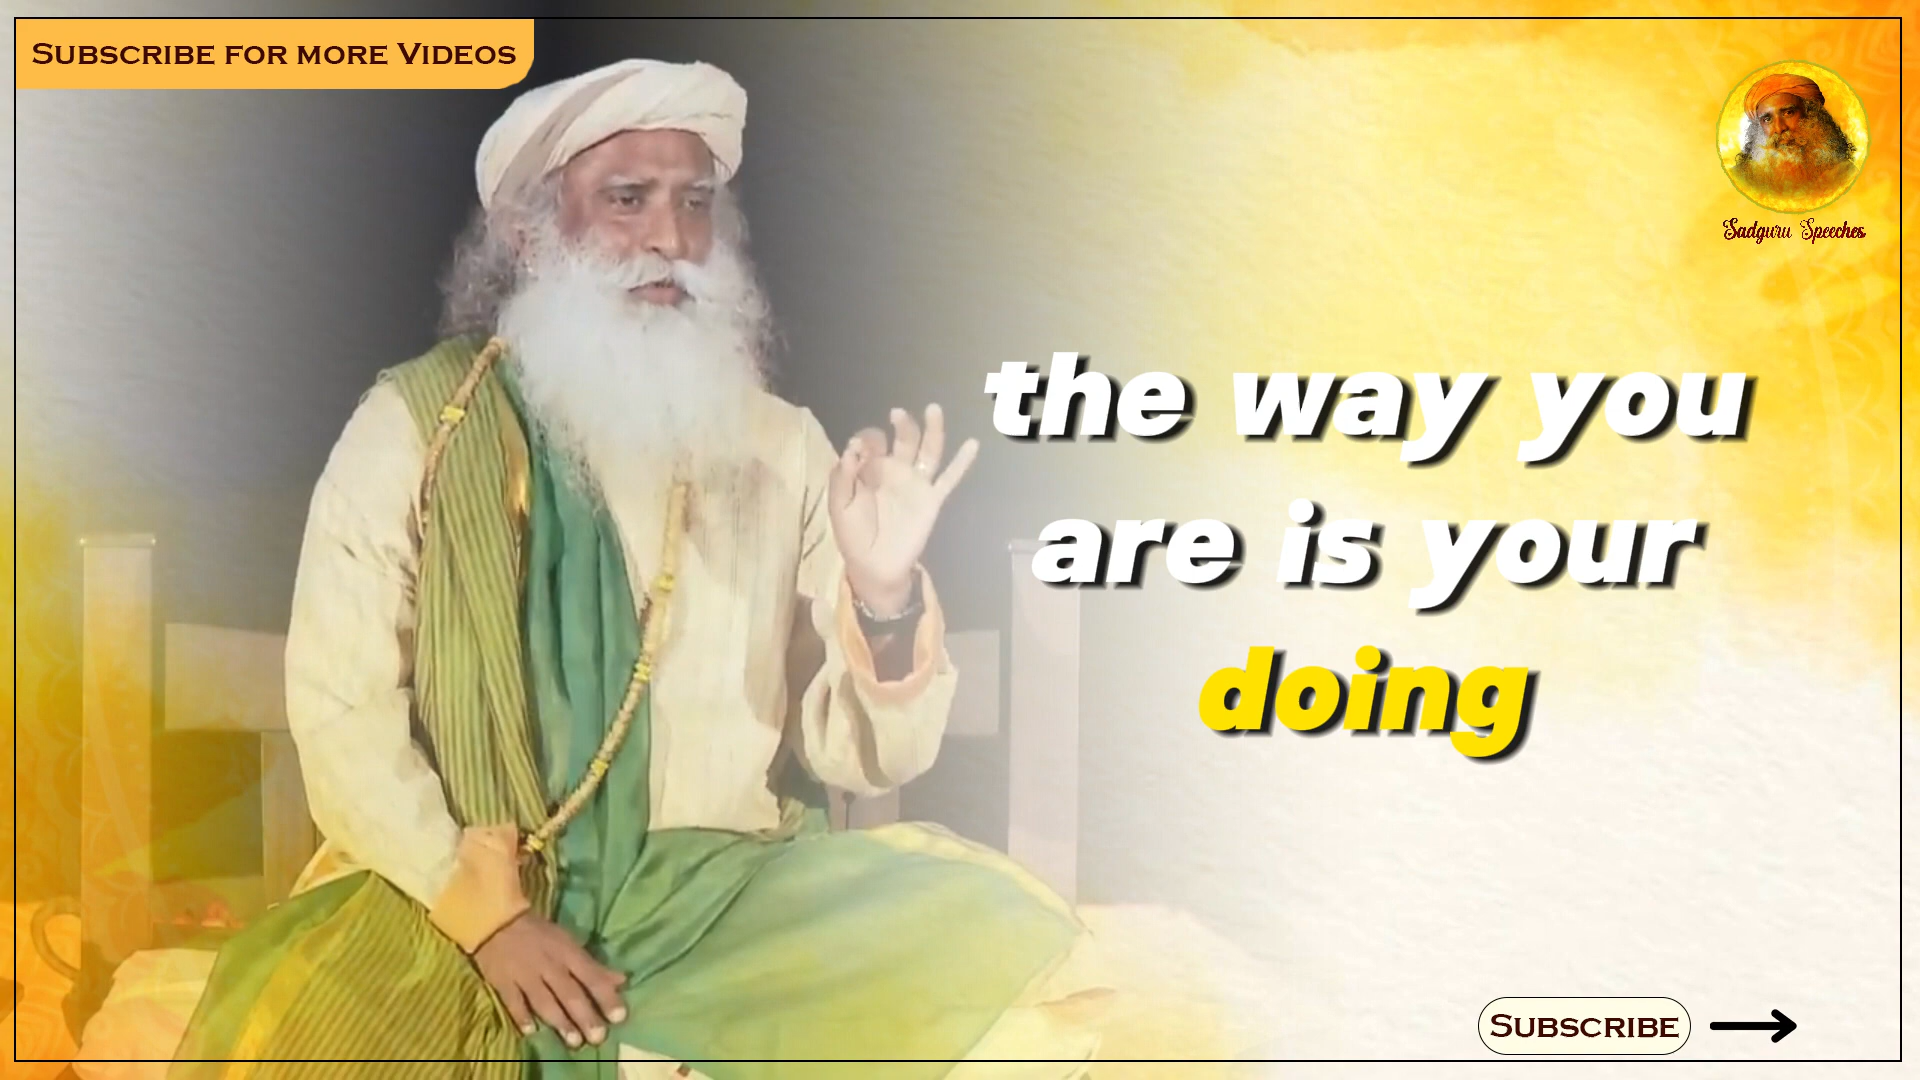 SUBSCRIBE FOR MORE VIDEOS
Sadguru Speeches
the way you
are is your
doing
SUBSCRIBE